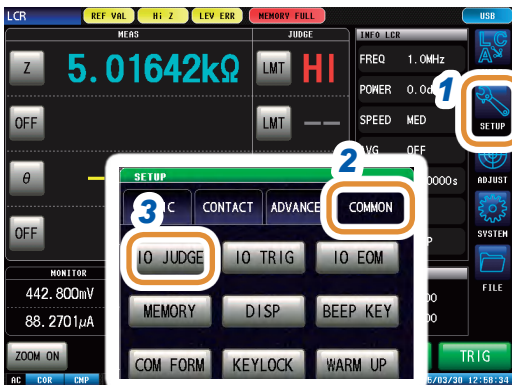 LCR REF VAL Hi Z LEV ERR MEMORY FULL USB
MEAS JUDGE INFO LCR
Z 5.01642kΩ LMT HI
FREQ 1.0MHz
POWER
1
OFF LMT --
SPEED MED
SETUP
AVG OFF
2
θ
SETUP
ADJUST
3 CONTACT COMMON
OFF
IO JUDGE IO TRIG IO EOM
SYSTEM
MONITOR
442.800mV
MEMORY DISP BEEP KEY
FILE
88.2701μA
ZOOM ON
COM FORM KEYLOCK WARM UP
TRIG
AC COR CMP
12:58:34